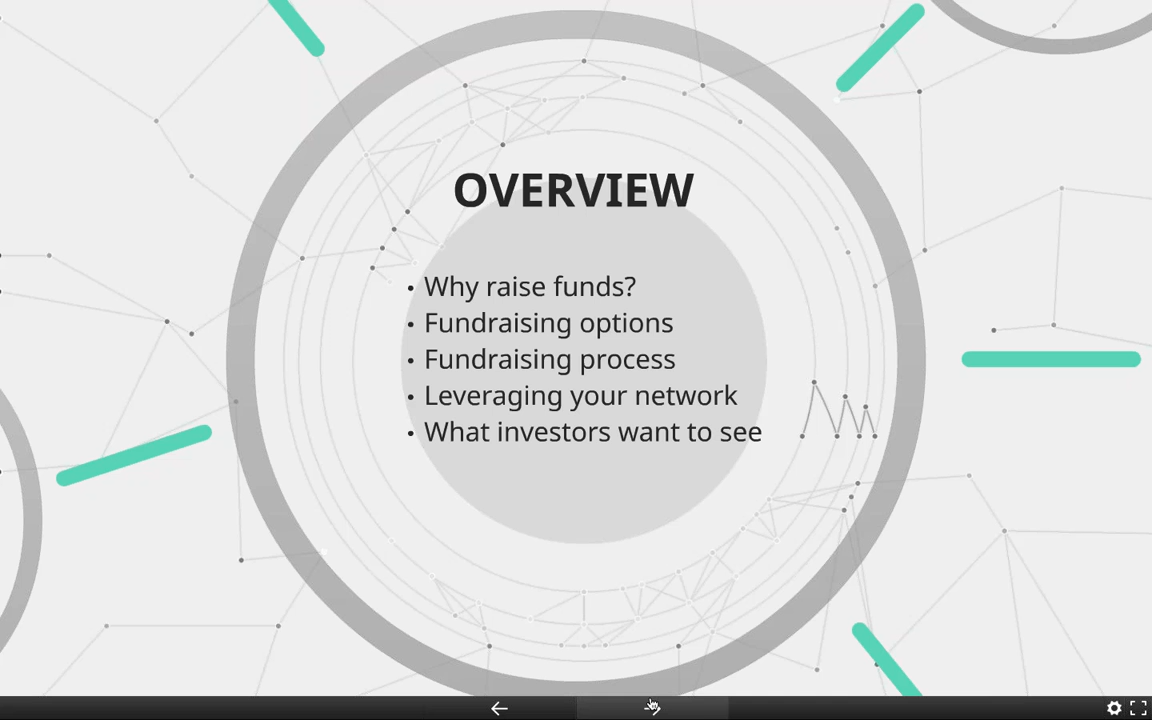 OVERVIEW
• Why raise funds?
• Fundraising options
• Fundraising process
• Leveraging your network
• What investors want to see